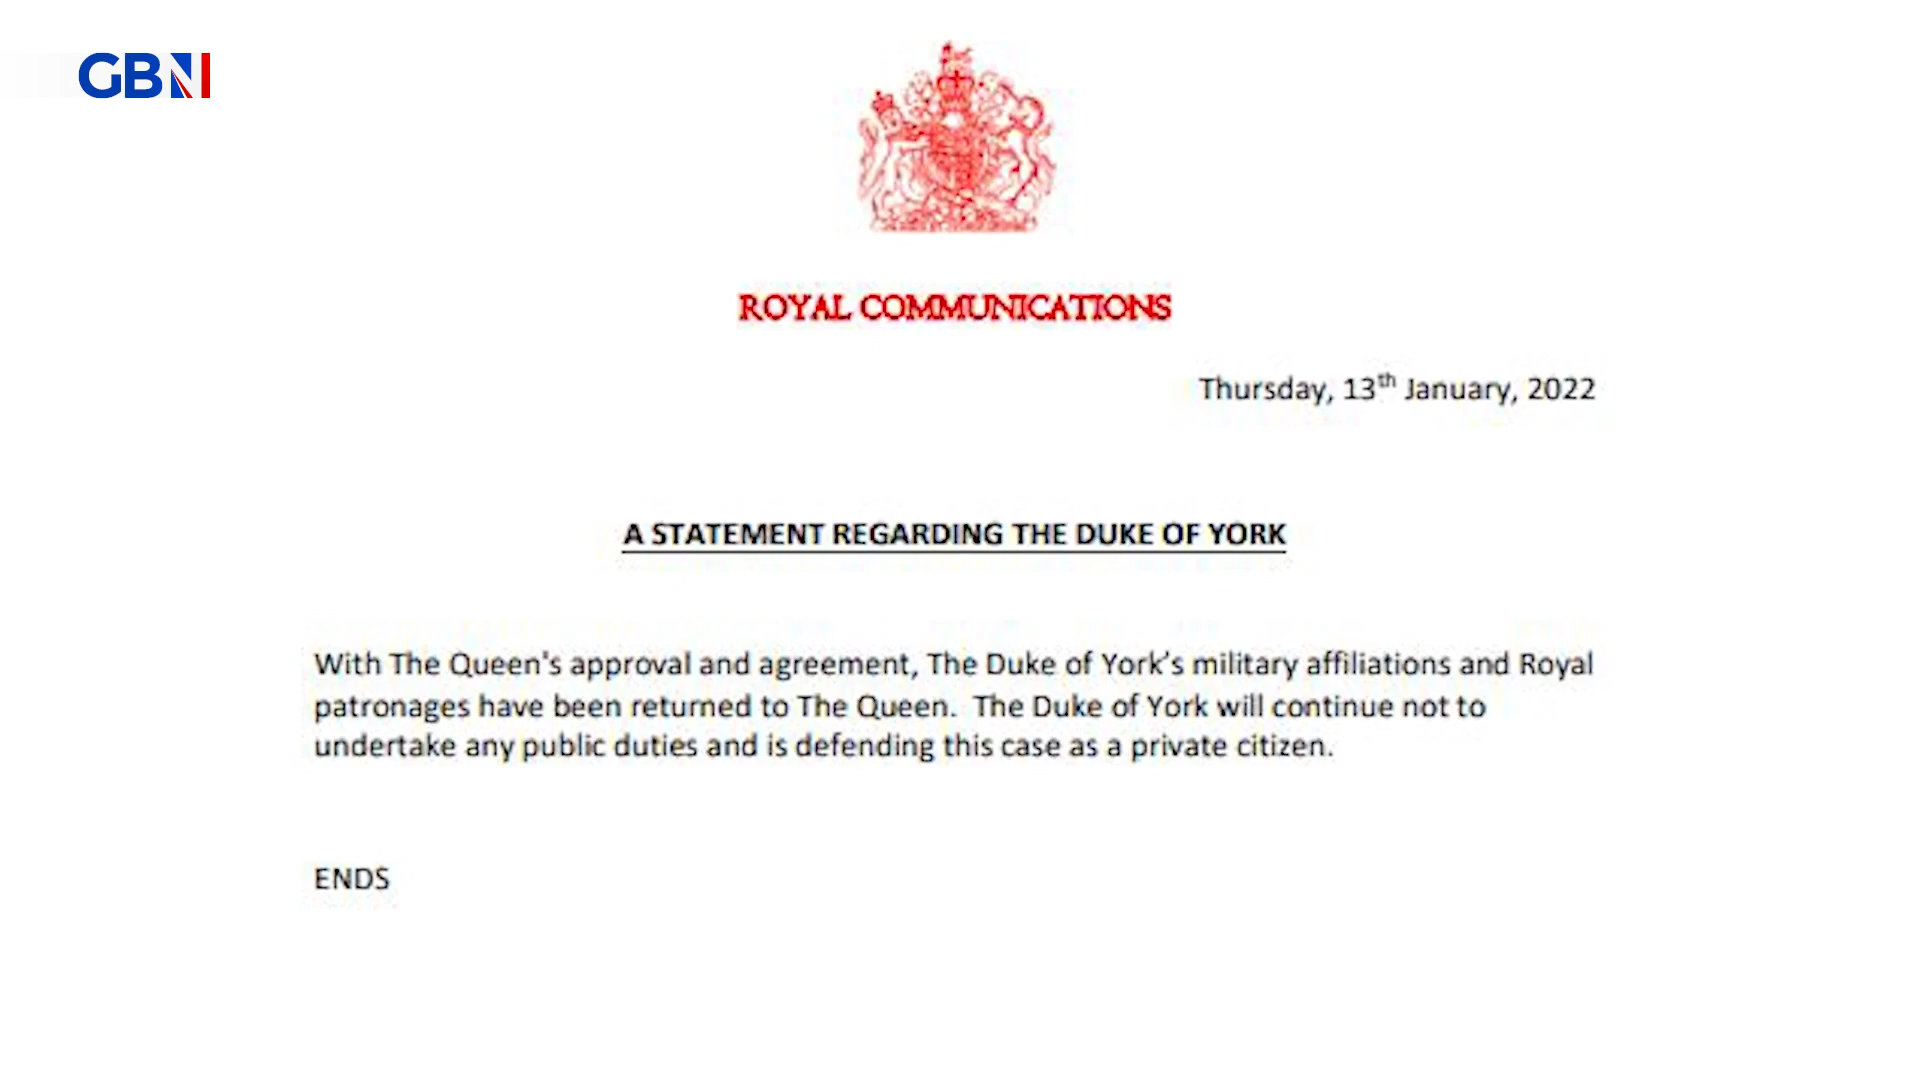 GBN
ROYAL COMMUNICATIONS
Thursday, 13th January, 2022
A STATEMENT REGARDING THE DUKE OF YORK
With The Queen's approval and agreement, The Duke of York’s military affiliations and Royal
patronages have been returned to The Queen.  The Duke of York will continue not to
undertake any public duties and is defending this case as a private citizen.
ENDS